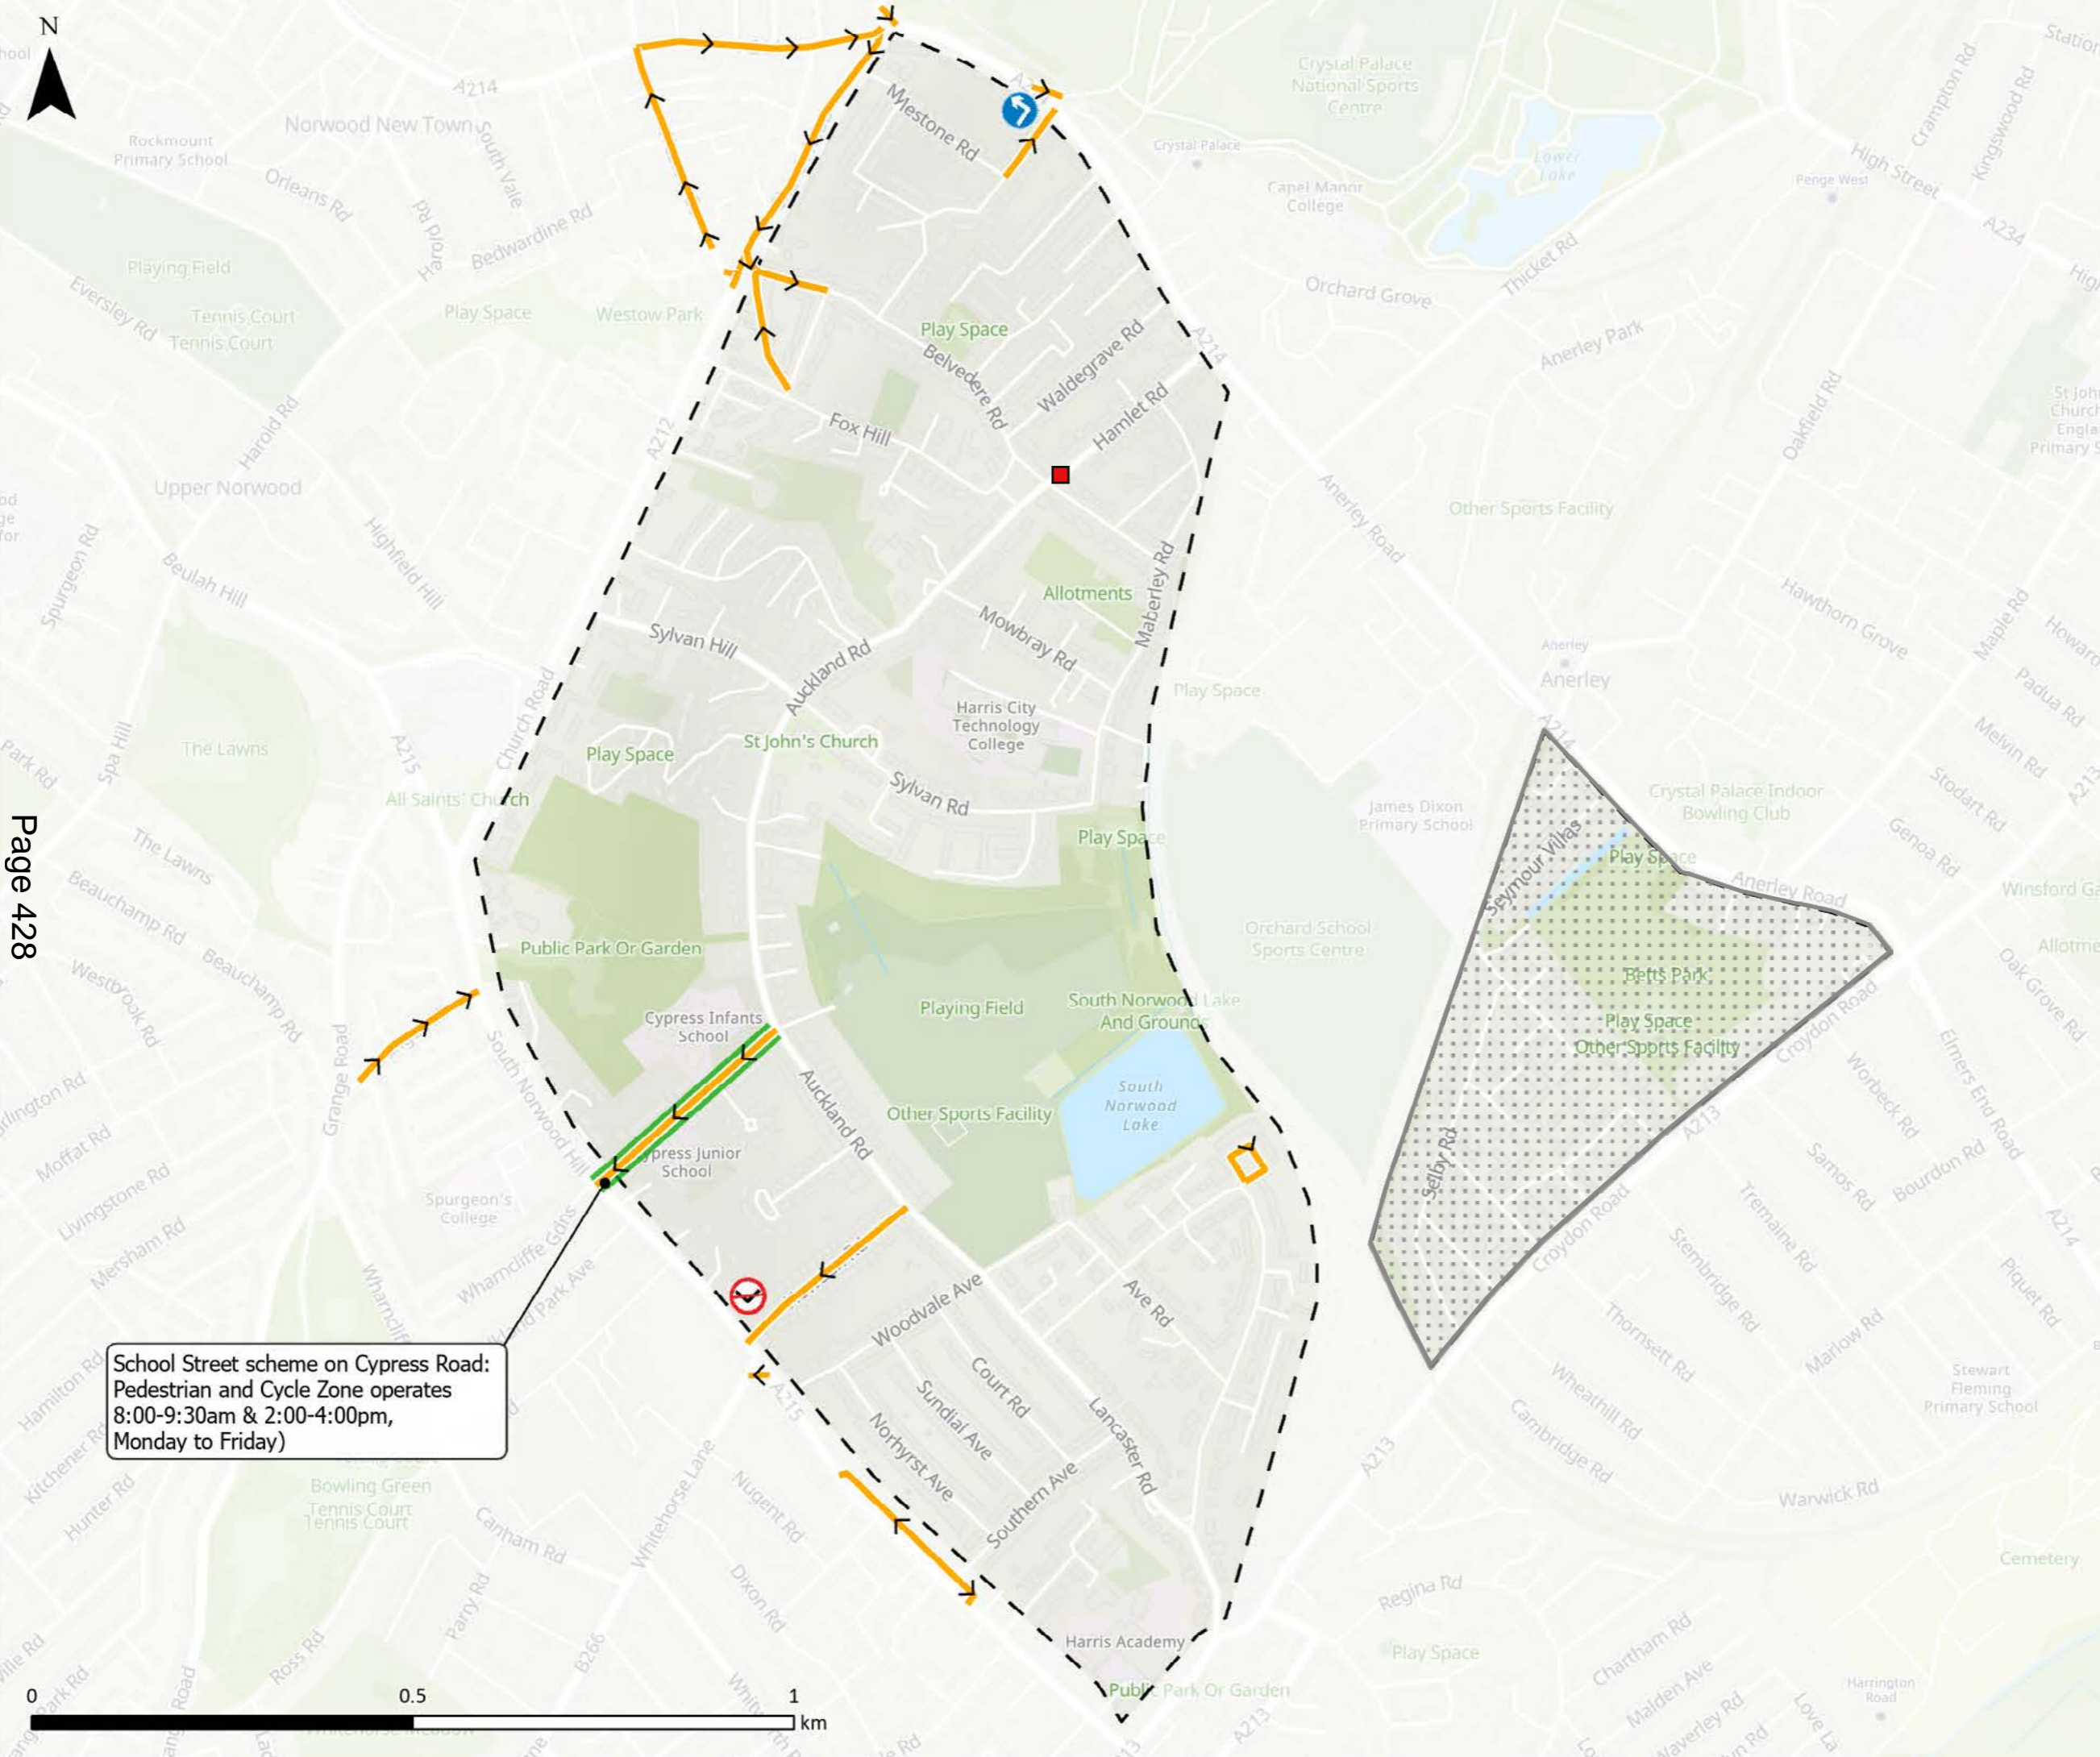 N
A214
Norwood New Town
South Vale
Rockmount
Primary School
Orleans Rd
Harold Rd
Bedwardine Rd
Playing Field
Eversley Rd
Tennis Court
Tennis Court
Play Space
Westow Park
Milestone Rd
Crystal Palace
National Sports
Centre
Crystal Palace
Capel Manor
College
Lower
Lake
Crampton Rd
Kingswood Rd
High Street
Penge West
A234
Thicket Rd
Orchard Grove
Anerley Park
Oakfield Rd
A214
Play Space
Belvedere Rd
Waldegrave Rd
Hamlet Rd
Fox Hill
A212
Harold Rd
Upper Norwood
Highfield Hill
Spurgeon Rd
Beulah Hill
Anerley Road
Other Sports Facility
Hawthorn Grove
Maple Rd
Padua Rd
Melvin Rd
Stodart Rd
Genoa Rd
A213
Anerley
Anerley
A214
Allotments
Maberley Rd
Mowbray Rd
Sylvan Hill
Auckland Rd
Harris City
Technology
College
Play Space
St John's Church
Play Space
Sylvan Rd
Play Space
Church Road
A215
Spa Hill
Park Rd
The Lawns
All Saints' Church
The Lawns
Beauchamp Rd
Beauchamp Rd
Westbrook Rd
James Dixon
Primary School
Crystal Palace Indoor
Bowling Club
Seymour Villas
Play Space
Anerley Road
Betts Park
Play Space
Other Sports Facility
Croydon Road
Orchard School
Sports Centre
Public Park Or Garden
Playing Field
South Norwood Lake
And Grounds
Cypress Infants
School
Page 428
Grange Road
South Norwood Hill
Auckland Rd
Other Sports Facility
South
Norwood
Lake
Oak Grove Rd
Elmers End Road
Worbeck Rd
A213
Samos Rd
Bourdon Rd
A214
Selby Rd
Croydon Road
Tremaine Rd
Stembridge Rd
Piquet Rd
Moffat Rd
Livingstone Rd
Mersham Rd
Spurgeon's
College
Wharncliffe Gdns
Junior
School
Woodvale Ave
Ave Rd
Thornsett Rd
Marlow Rd
Wheathill Rd
Cambridge Rd
Stewart
Fleming
Primary School
School Street scheme on Cypress Road:
Pedestrian and Cycle Zone operates
8:00-9:30am & 2:00-4:00pm,
Monday to Friday)
Hamilton Rd
Kitchener Rd
Hunter Rd
A215
Court Rd
Sundial Ave
Norhyrst Ave
Lancaster Rd
Southern Ave
A213
Warwick Rd
Bowling Green
Tennis Court
Tennis Court
Canham Rd
Whitehorse Lane
Nugent Rd
Dixon Rd
Parry Rd
Ross Rd
B266
Cemetery
Regina Rd
Play Space
Chartham Rd
Malden Ave
Waverley Rd
Love La
Harrington
Road
Harris Academy
Public Park Or Garden
A213
0
0.5
1
km